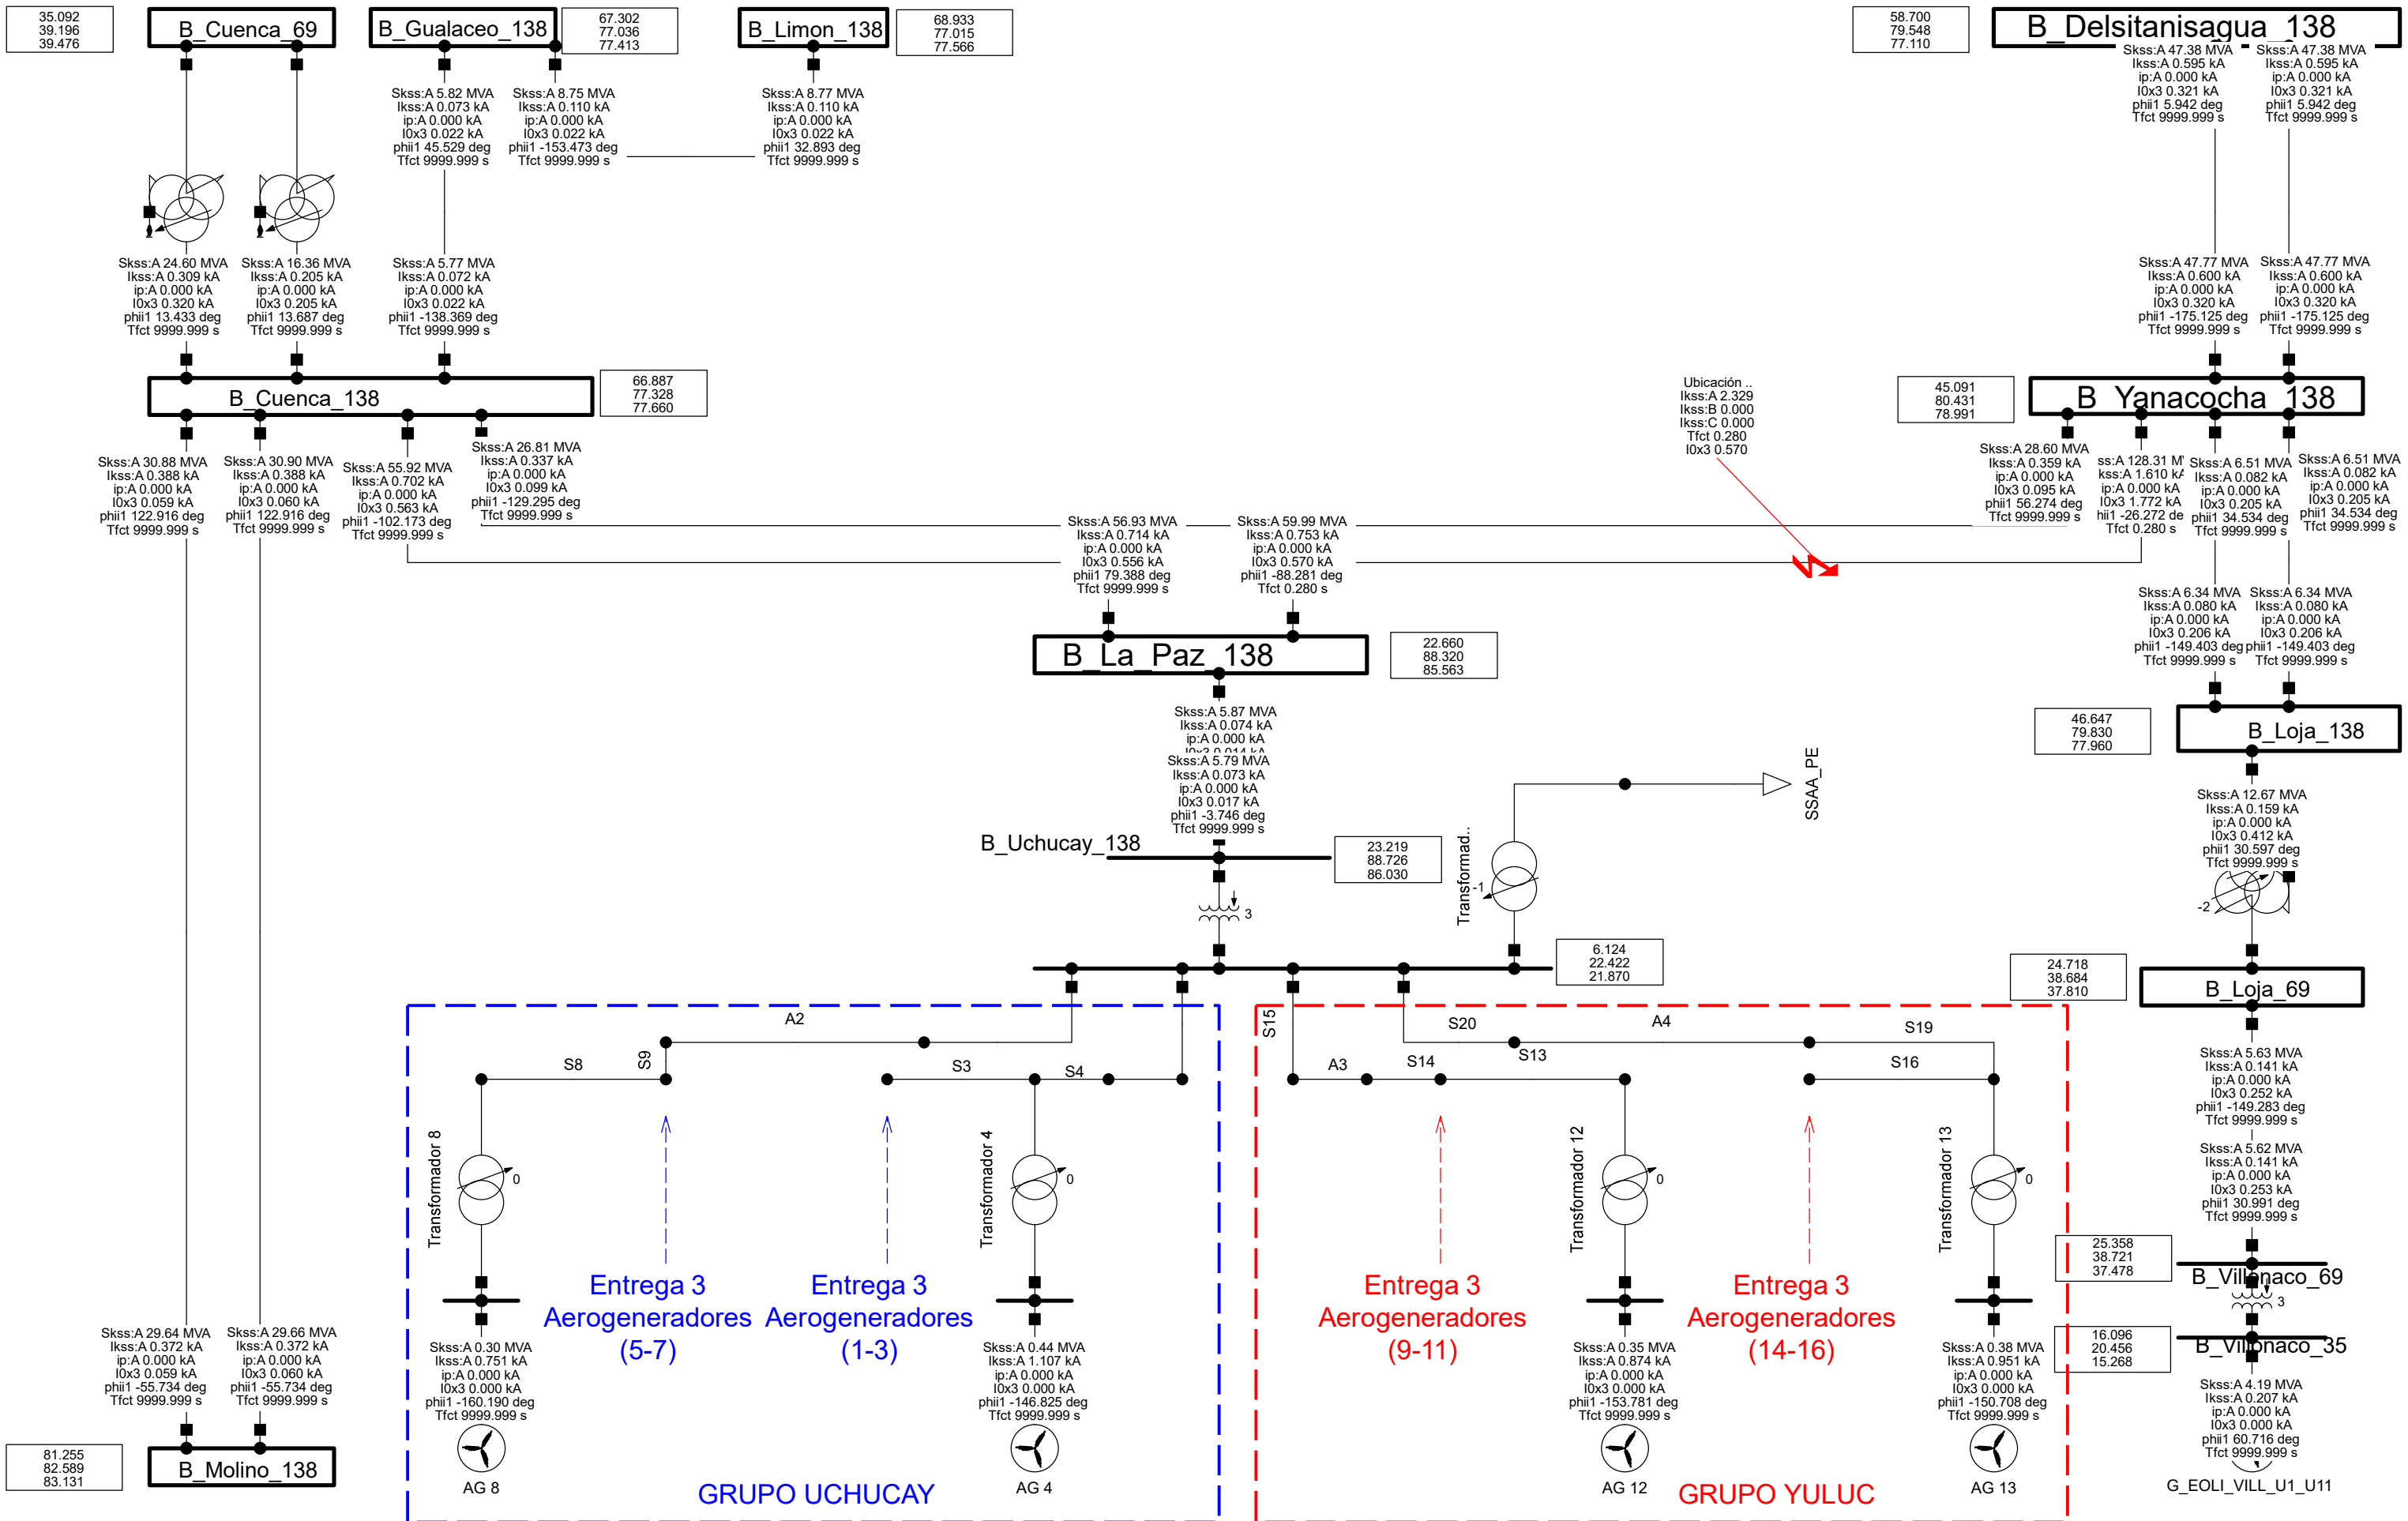 35.092
39.196
39.476
B_Cuenca_69
B_Gualaceo_138
67.302
77.036
77.413
B_Limon_138
68.933
77.015
77.566
58.700
79.548
77.110
B_Delsitanisagua_138
Skss:A 5.82 MVA
Ikss:A 0.073 kA
ip:A 0.000 kA
I0x3 0.022 kA
phii1 45.529 deg
Tfct 9999.999 s
Skss:A 8.75 MVA
Ikss:A 0.110 kA
ip:A 0.000 kA
I0x3 0.022 kA
phii1 -153.473 deg
Tfct 9999.999 s
Skss:A 8.77 MVA
Ikss:A 0.110 kA
ip:A 0.000 kA
I0x3 0.022 kA
phii1 32.893 deg
Tfct 9999.999 s
Skss:A 47.38 MVA
Ikss:A 0.595 kA
ip:A 0.000 kA
I0x3 0.321 kA
phii1 5.942 deg
Tfct 9999.999 s
Skss:A 47.38 MVA
Ikss:A 0.595 kA
ip:A 0.000 kA
I0x3 0.321 kA
phii1 5.942 deg
Tfct 9999.999 s
Skss:A 24.60 MVA
Ikss:A 0.309 kA
ip:A 0.000 kA
I0x3 0.320 kA
phii1 13.433 deg
Tfct 9999.999 s
Skss:A 16.36 MVA
Ikss:A 0.205 kA
ip:A 0.000 kA
I0x3 0.205 kA
phii1 13.687 deg
Tfct 9999.999 s
Skss:A 5.77 MVA
Ikss:A 0.072 kA
ip:A 0.000 kA
I0x3 0.022 kA
phii1 -138.369 deg
Tfct 9999.999 s
Skss:A 47.77 MVA
Ikss:A 0.600 kA
ip:A 0.000 kA
I0x3 0.320 kA
phii1 -175.125 deg
Tfct 9999.999 s
Skss:A 47.77 MVA
Ikss:A 0.600 kA
ip:A 0.000 kA
I0x3 0.320 kA
phii1 -175.125 deg
Tfct 9999.999 s
B_Cuenca_138
66.887
77.328
77.660
Ubicación ..
Ikss:A 2.329
Ikss:B 0.000
Ikss:C 0.000
Tfct 0.280
I0x3 0.570
45.091
80.431
78.991
B_Yanacocha_138
Skss:A 30.88 MVA
Ikss:A 0.388 kA
ip:A 0.000 kA
I0x3 0.059 kA
phii1 122.916 deg
Tfct 9999.999 s
Skss:A 30.90 MVA
Ikss:A 0.388 kA
ip:A 0.000 kA
I0x3 0.060 kA
phii1 122.916 deg
Tfct 9999.999 s
Skss:A 55.92 MVA
Ikss:A 0.702 kA
ip:A 0.000 kA
I0x3 0.563 kA
phii1 -102.173 deg
Tfct 9999.999 s
Skss:A 26.81 MVA
Ikss:A 0.337 kA
ip:A 0.000 kA
I0x3 0.099 kA
phii1 -129.295 deg
Tfct 9999.999 s
Skss:A 28.60 MVA
Ikss:A 0.359 kA
ip:A 0.000 kA
I0x3 0.095 kA
phii1 56.274 deg
Tfct 9999.999 s
ss:A 128.31 M
kss:A 1.610 kA
ip:A 0.000 kA
I0x3 1.772 kA
hii1 -26.272 de
Tfct 0.280 s
Skss:A 6.51 MVA
Ikss:A 0.082 kA
ip:A 0.000 kA
I0x3 0.205 kA
phii1 34.534 deg
Tfct 9999.999 s
Skss:A 6.51 MVA
Ikss:A 0.082 kA
ip:A 0.000 kA
I0x3 0.205 kA
phii1 34.534 deg
Tfct 9999.999 s
Skss:A 56.93 MVA
Ikss:A 0.714 kA
ip:A 0.000 kA
I0x3 0.556 kA
phii1 79.388 deg
Tfct 9999.999 s
Skss:A 59.99 MVA
Ikss:A 0.753 kA
ip:A 0.000 kA
I0x3 0.570 kA
phii1 -88.281 deg
Tfct 0.280 s
Skss:A 6.34 MVA
Ikss:A 0.080 kA
ip:A 0.000 kA
I0x3 0.206 kA
phii1 -149.403 deg
Tfct 9999.999 s
Skss:A 6.34 MVA
Ikss:A 0.080 kA
ip:A 0.000 kA
I0x3 0.206 kA
phii1 -149.403 deg
Tfct 9999.999 s
B_La_Paz_138
22.660
88.320
85.563
46.647
79.830
77.960
B_Loja_138
Skss:A 5.87 MVA
Ikss:A 0.074 kA
ip:A 0.000 kA
I0x3 0.014 kA
Skss:A 5.79 MVA
Ikss:A 0.073 kA
ip:A 0.000 kA
I0x3 0.017 kA
phii1 -3.746 deg
Tfct 9999.999 s
SSAA_PE
Skss:A 12.67 MVA
Ikss:A 0.159 kA
ip:A 0.000 kA
I0x3 0.412 kA
phii1 30.597 deg
Tfct 9999.999 s
B_Uchucay_138
23.219
88.726
86.030
Transformad..
-1
3
-2
6.124
22.422
21.870
24.718
38.684
37.810
B_Loja_69
A2
S8
S9
S3
S4
S15
S20
A4
S19
A3
S14
S13
S16
Skss:A 5.63 MVA
Ikss:A 0.141 kA
ip:A 0.000 kA
I0x3 0.252 kA
phii1 -149.283 deg
Tfct 9999.999 s
Skss:A 5.62 MVA
Ikss:A 0.141 kA
ip:A 0.000 kA
I0x3 0.253 kA
phii1 30.991 deg
Tfct 9999.999 s
Transformador 8
0
Transformador 4
0
Transformador 12
0
Transformador 13
0
Entrega 3
Aerogeneradores
(5-7)
Entrega 3
Aerogeneradores
(1-3)
Entrega 3
Aerogeneradores
(9-11)
Entrega 3
Aerogeneradores
(14-16)
25.358
38.721
37.478
B_Villonaco_69
3
16.096
20.456
15.268
B_Villonaco_35
Skss:A 29.64 MVA
Ikss:A 0.372 kA
ip:A 0.000 kA
I0x3 0.059 kA
phii1 -55.734 deg
Tfct 9999.999 s
Skss:A 29.66 MVA
Ikss:A 0.372 kA
ip:A 0.000 kA
I0x3 0.060 kA
phii1 -55.734 deg
Tfct 9999.999 s
Skss:A 0.30 MVA
Ikss:A 0.751 kA
ip:A 0.000 kA
I0x3 0.000 kA
phii1 -160.190 deg
Tfct 9999.999 s
Skss:A 0.44 MVA
Ikss:A 1.107 kA
ip:A 0.000 kA
I0x3 0.000 kA
phii1 -146.825 deg
Tfct 9999.999 s
Skss:A 0.35 MVA
Ikss:A 0.874 kA
ip:A 0.000 kA
I0x3 0.000 kA
phii1 -153.781 deg
Tfct 9999.999 s
Skss:A 0.38 MVA
Ikss:A 0.951 kA
ip:A 0.000 kA
I0x3 0.000 kA
phii1 -150.708 deg
Tfct 9999.999 s
Skss:A 4.19 MVA
Ikss:A 0.207 kA
ip:A 0.000 kA
I0x3 0.000 kA
phii1 60.716 deg
Tfct 9999.999 s
81.255
82.589
83.131
B_Molino_138
AG 8
AG 4
AG 12
AG 13
G_EOLI_VILL_U1_U11
GRUPO UCHUCAY
GRUPO YULUC